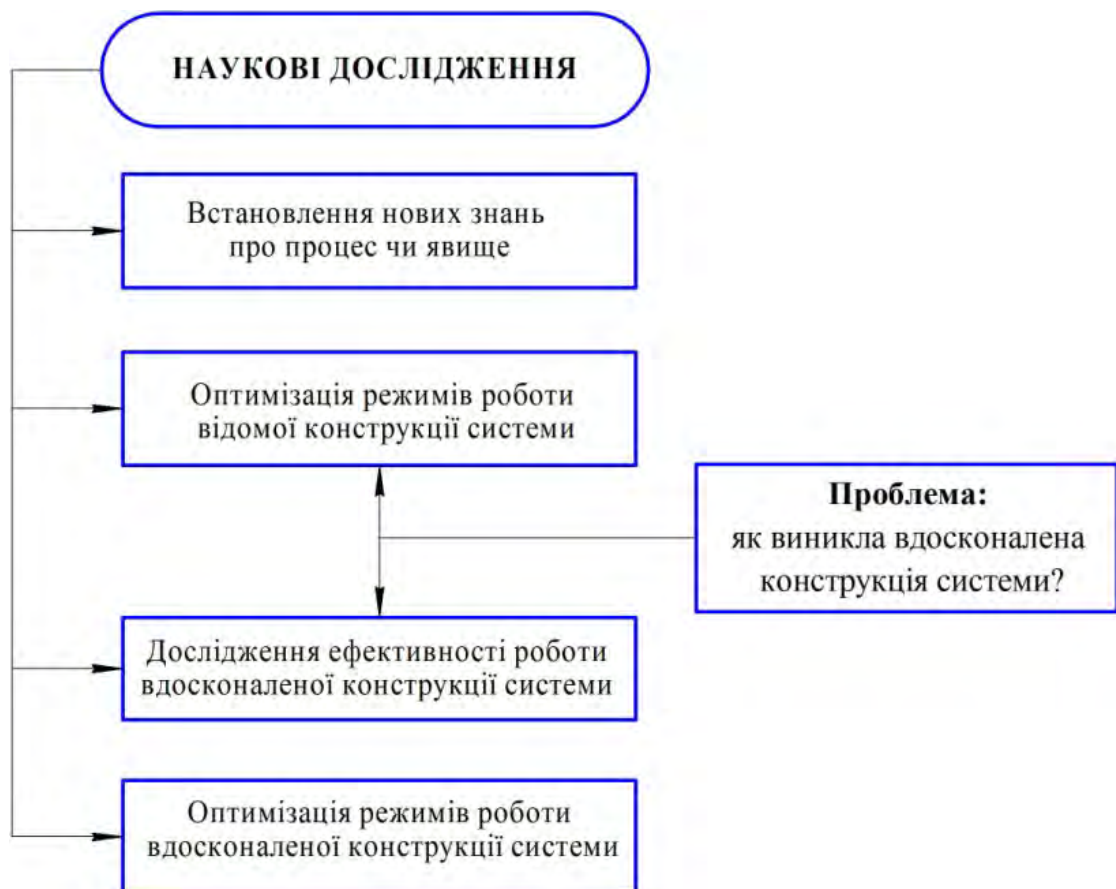 НАУКОВІ ДОСЛІДЖЕННЯ
Встановлення нових знань
про процес чи явище
Оптимізація режимів роботи
відомої конструкції системи
Проблема:
як виникла вдосконалена
конструкція системи?
Дослідження ефективності роботи
вдосконаленої конструкції системи
Оптимізація режимів роботи
вдосконаленої конструкції системи